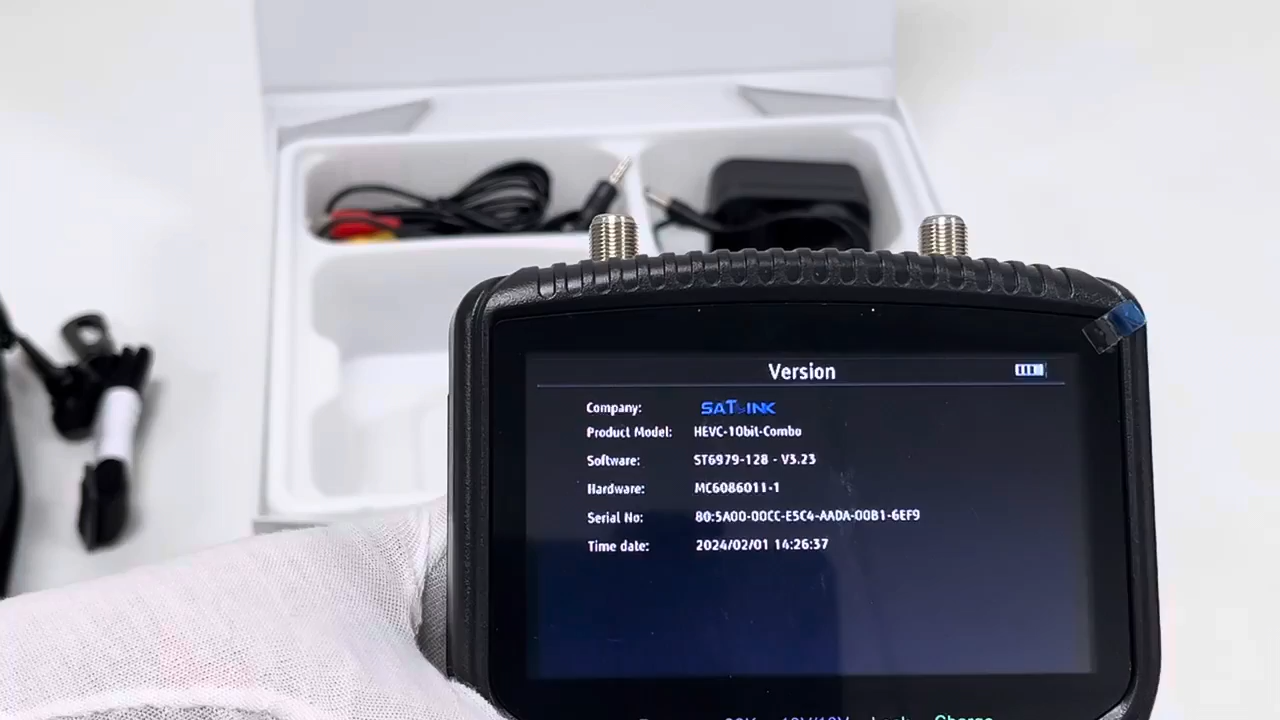 Version
Company: SATLINK
Product Model: HEVC-10bit-Combo
Software: ST6979-128 - V3.23
Hardware: MC6086011-1
Serial No: 80:5A00-00CC-E5C4-AADA-00B1-6EF9
Time date: 2024/02/01 14:26:37
Charge